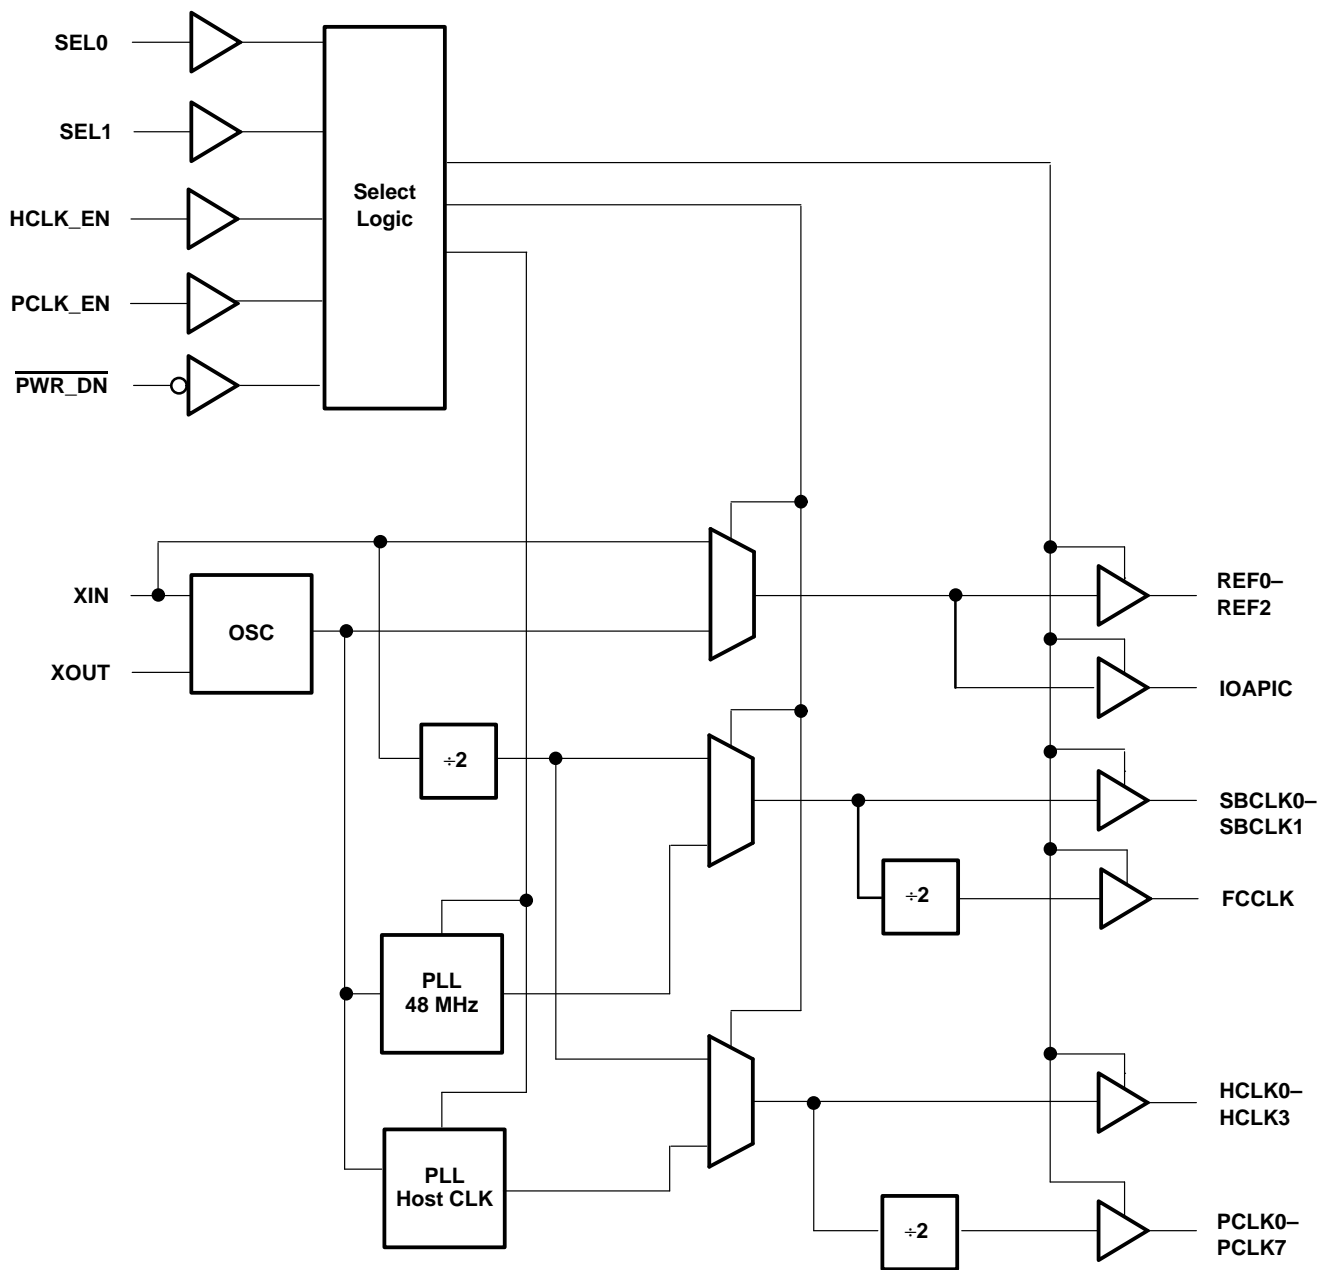 SEL0
SEL1
HCLK_EN
PCLK_EN
PWR_DN
Select
Logic
XIN
XOUT
OSC
÷2
PLL
48 MHz
PLL
Host CLK
÷2
÷2
REF0–
REF2
IOAPIC
SBCLK0–
SBCLK1
FCCLK
HCLK0–
HCLK3
PCLK0–
PCLK7